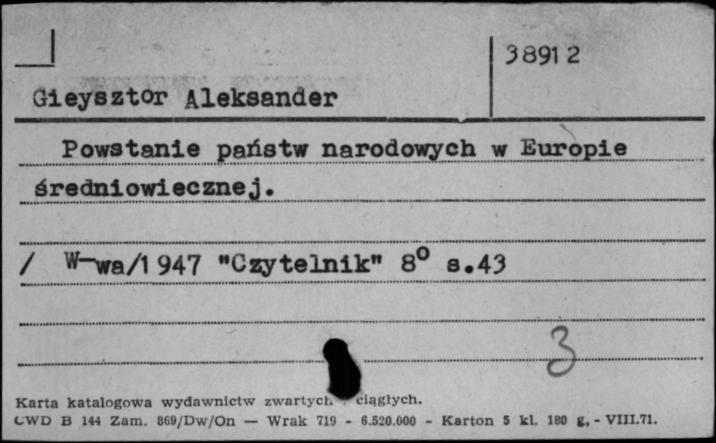 38912
Gieysztor Aleksander
Powstanie państw narodowych w Europie
średniowiecznej.
/ W-wa/1947 "Czytelnik" 8° s.43
3
Karta katalogowa wydawnictw zwartych ciągłych.
CWD B 144 Zam. 869/Dw/On — Wrak 719 - 6.520.000 - Karton 5 kl. 180 g, - VIII.71.